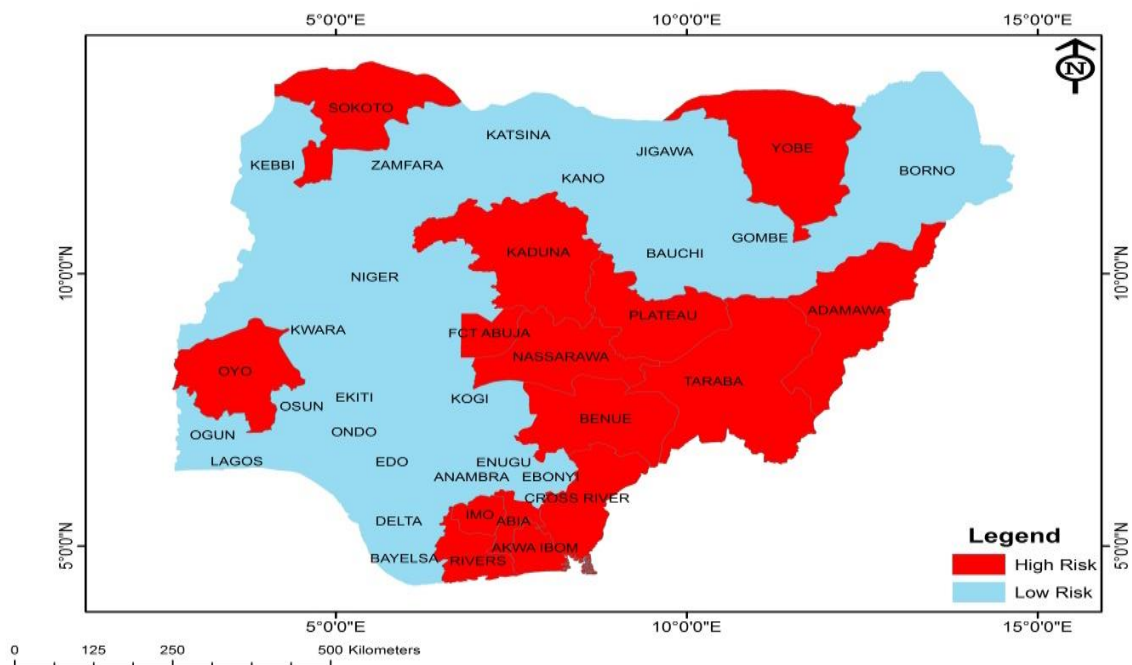 5°0'0"E 10°0'0"E 15°0'0"E
N
SOKOTO
KATSINA
JIGAWA
YOBE
KEBBI
ZAMFARA
KANO
BORNO
GOMBE
KADUNA
BAUCHI
NIGER
10°0'0"N 10°0'0"N
ADAMAWA
PLATEAU
KWARA
FCT ABUJA
NASSARAWA
OYO
TARABA
EKITI
KOGI
OSUN
BENUE
OGUN
ONDO
LAGOS
EDO
ENUGU
ANAMBRA
EBONYI
CROSS RIVER
IMO
DELTA
ABIA
AKWA IBOM
BAYELSA
RIVERS
5°0'0"N 5°0'0"N
Legend
High Risk
Low Risk
5°0'0"E 10°0'0"E 15°0'0"E
0 125 250 500 Kilometers